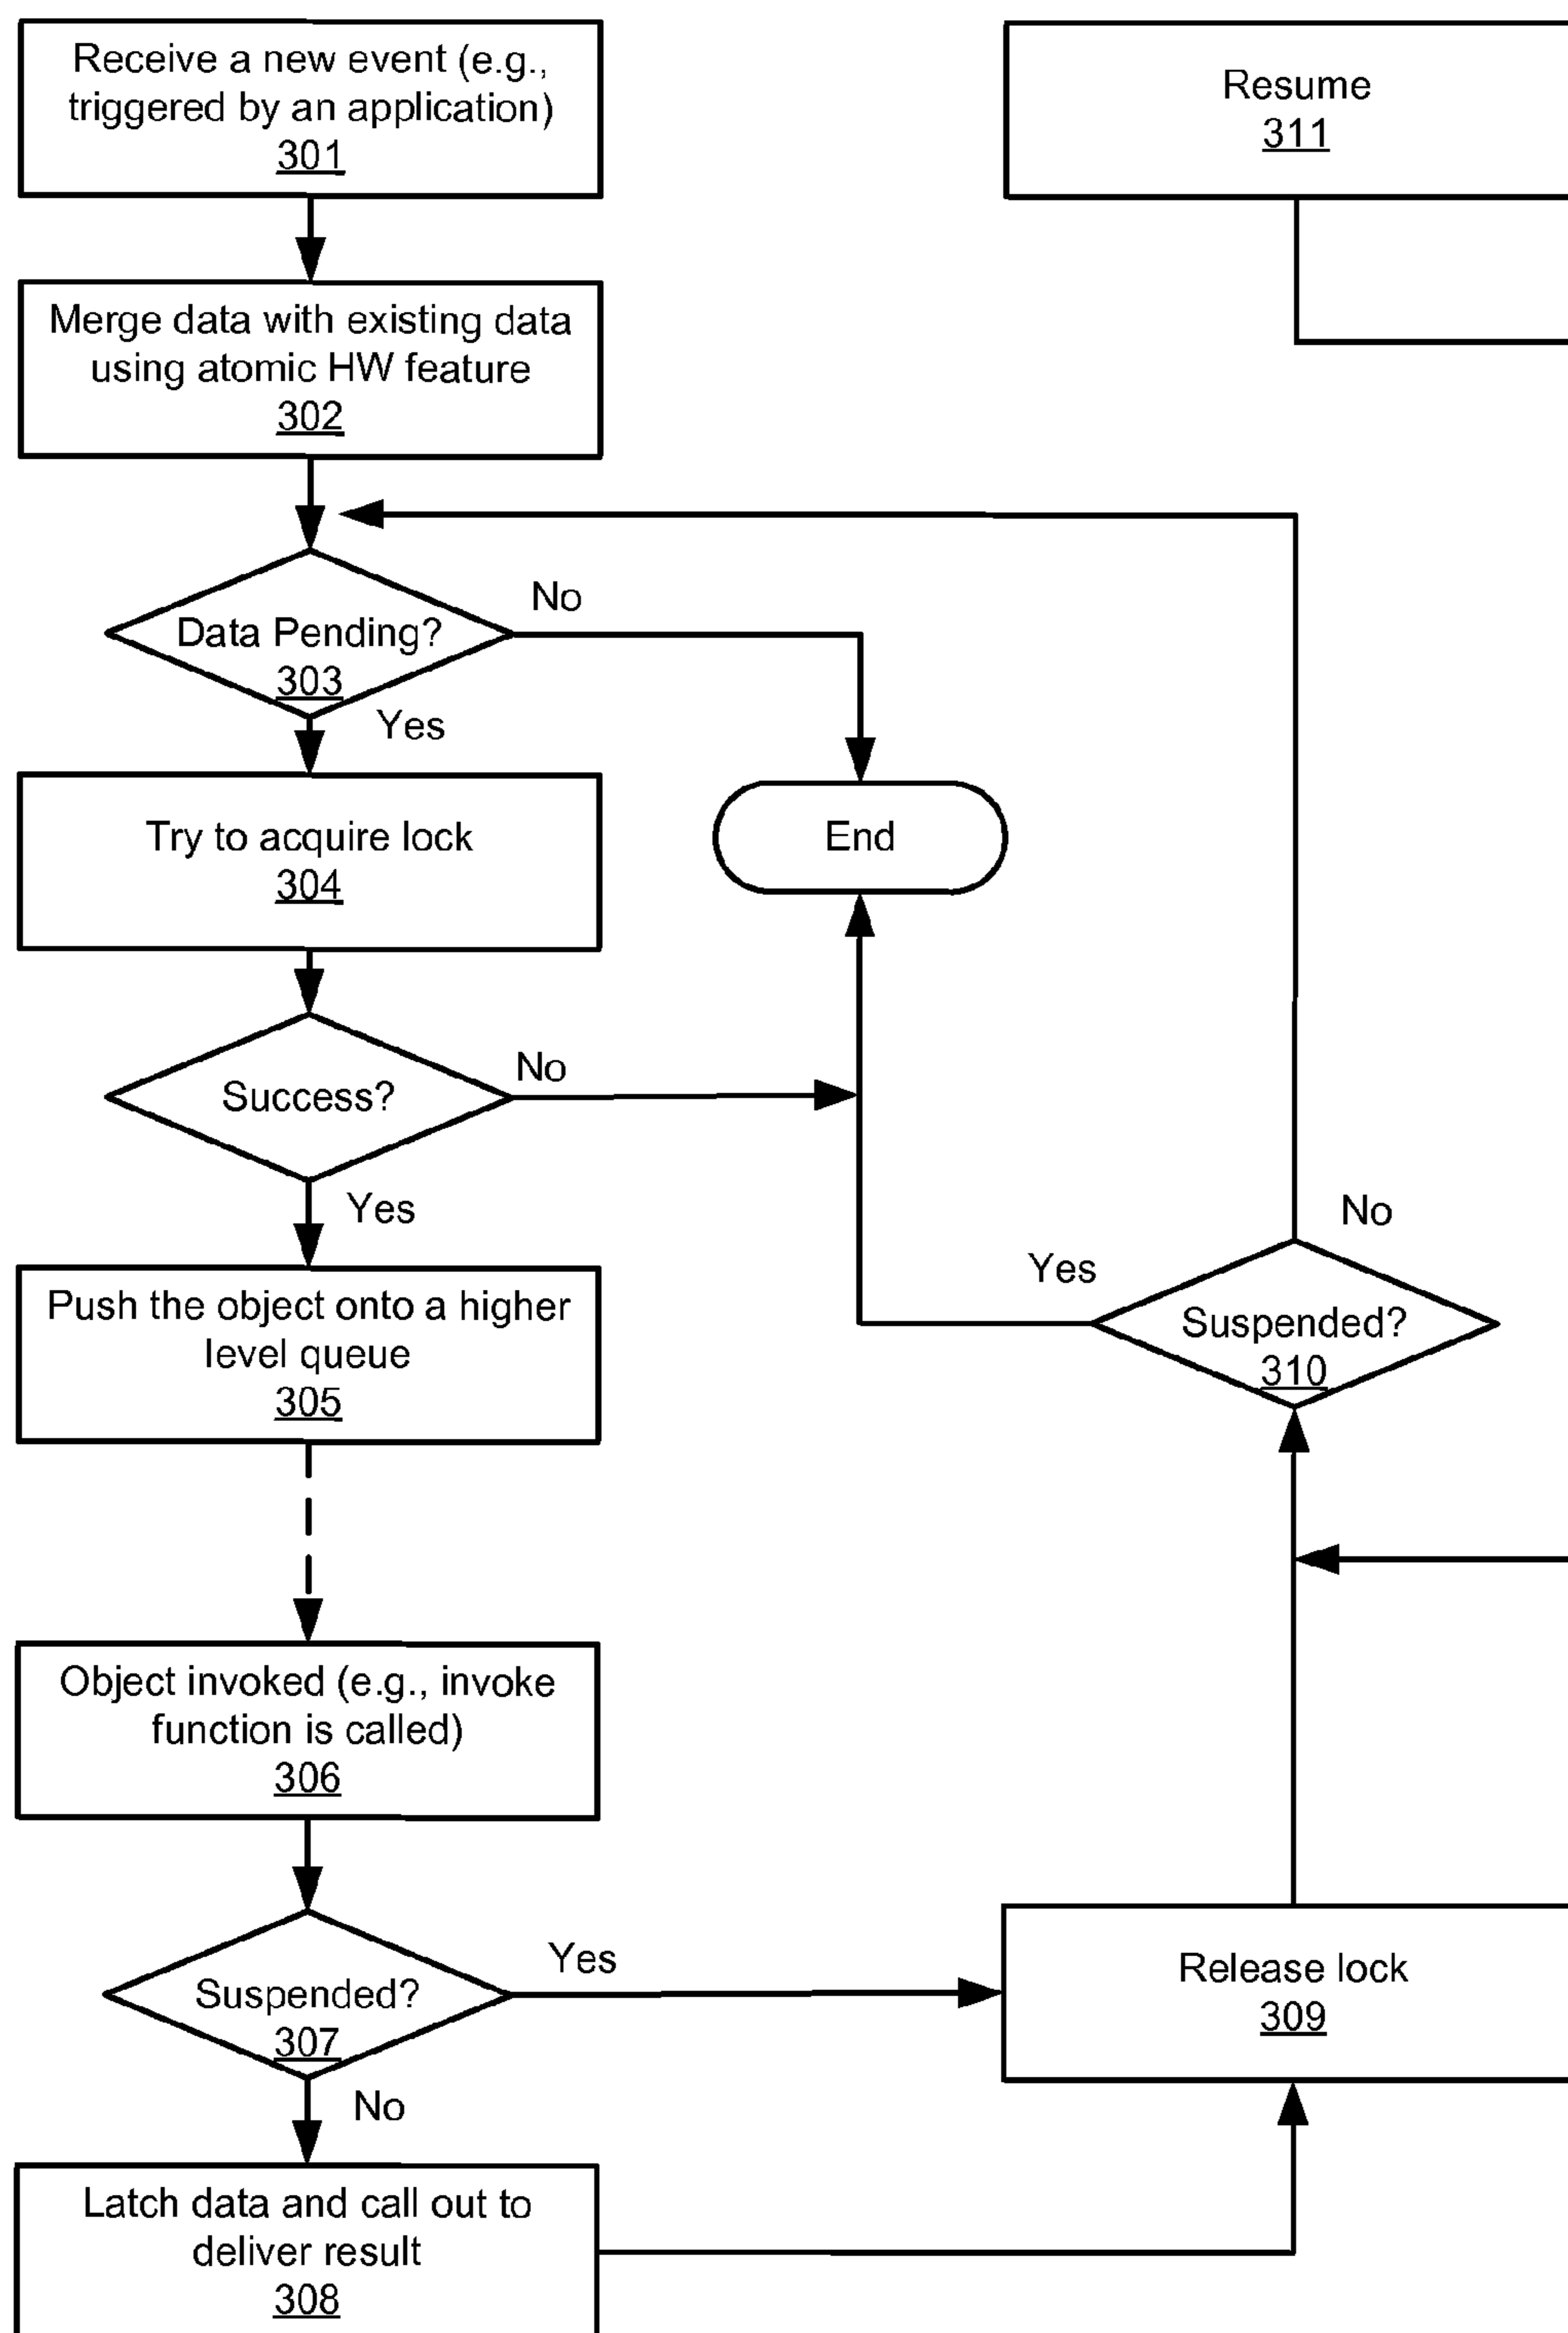 Receive a new event (e.g.,
triggered by an application)
301
Resume
311
Merge data with existing data
using atomic HW feature
302
No
Data Pending?
303
Yes
Try to acquire lock
304
End
No
Success?
Yes
No
Yes
Push the object onto a higher
level queue
305
Suspended?
310
Object invoked (e.g., invoke
function is called)
306
Yes
Suspended?
307
Release lock
309
No
Latch data and call out to
deliver result
308